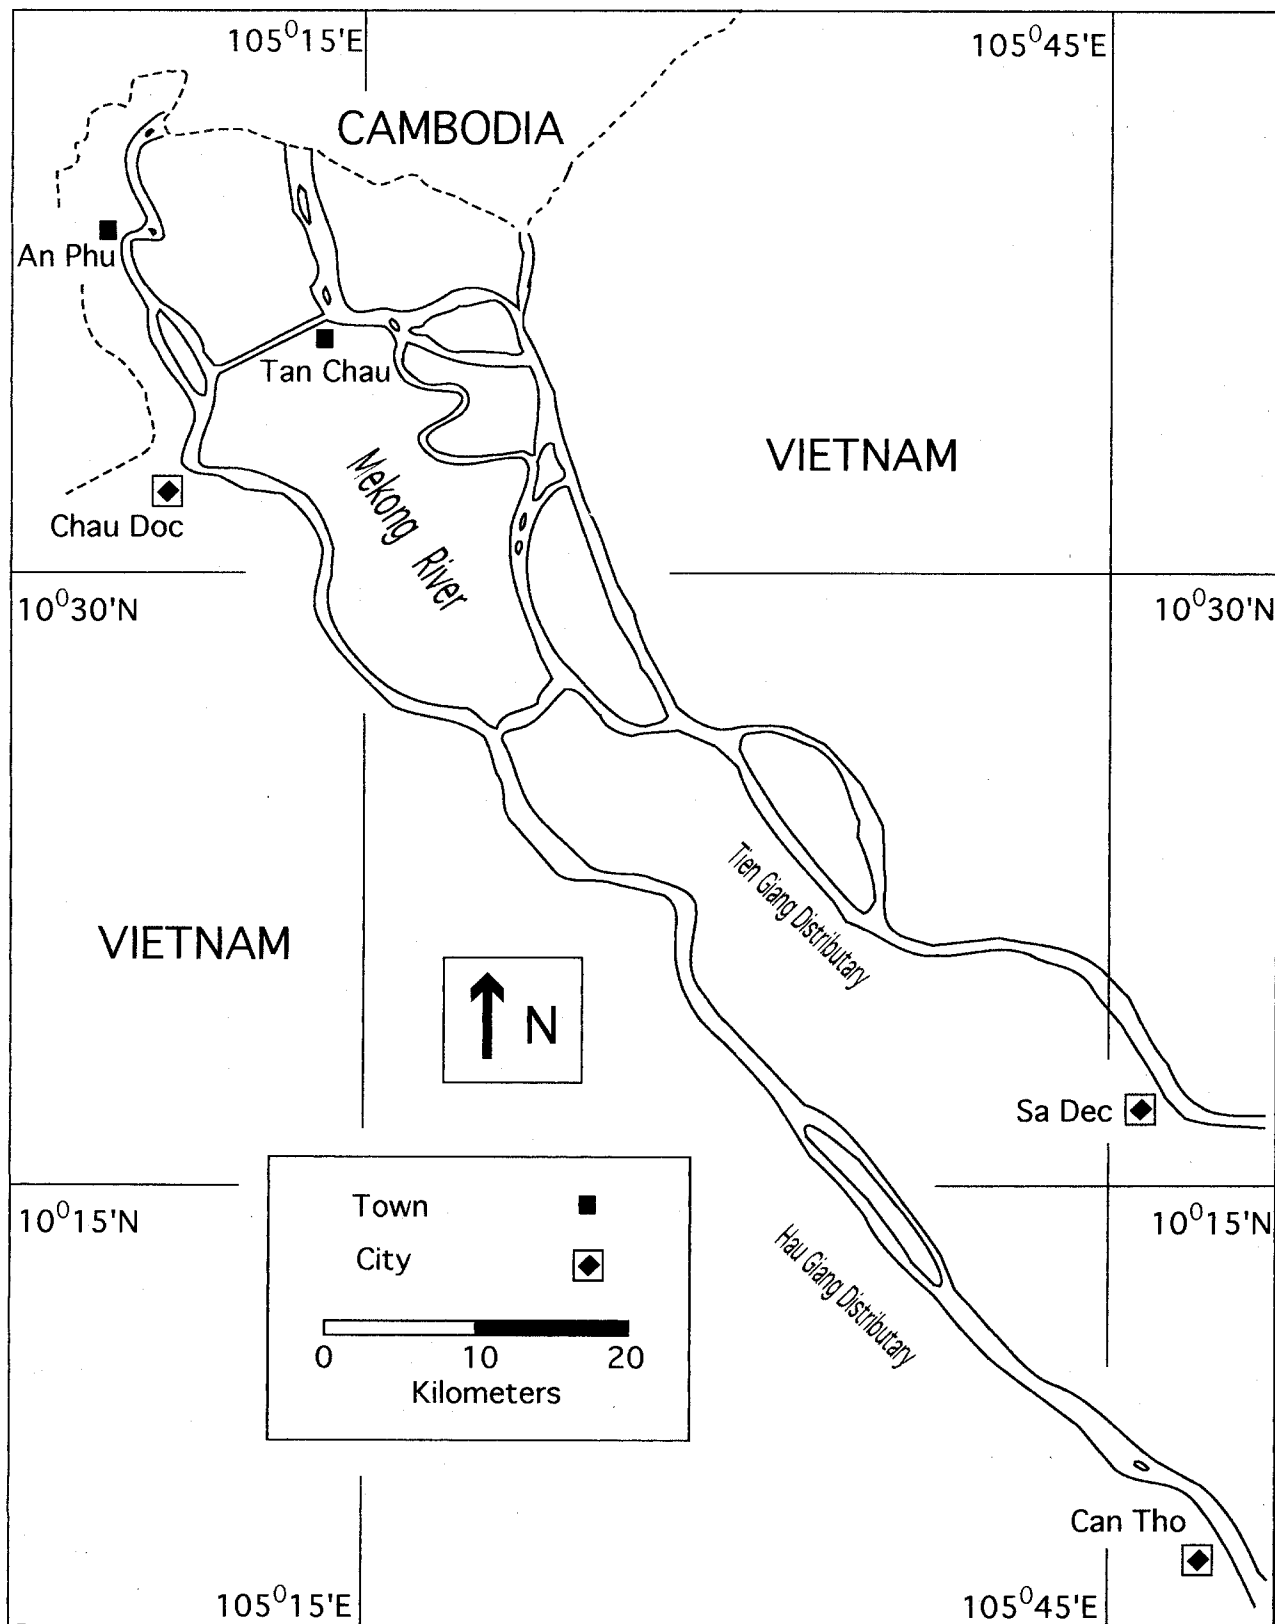 105⁰15'E
105⁰45'E
CAMBODIA
An Phu
Tan Chau
VIETNAM
Mekong River
Chau Doc
10⁰30'N
10⁰30'N
Tien Giang Distributary
VIETNAM
N
Sa Dec
10⁰15'N
10⁰15'N
Town
City
Hau Giang Distributary
0 10 20
Kilometers
Can Tho
105⁰15'E
105⁰45'E